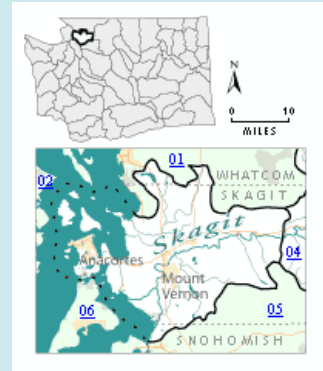 N
0 10
MILES
01
WHATCOM
SKAGIT
02
Skagit
04
Anacortes
Mount
Vernon
06
05
SNOHOMISH